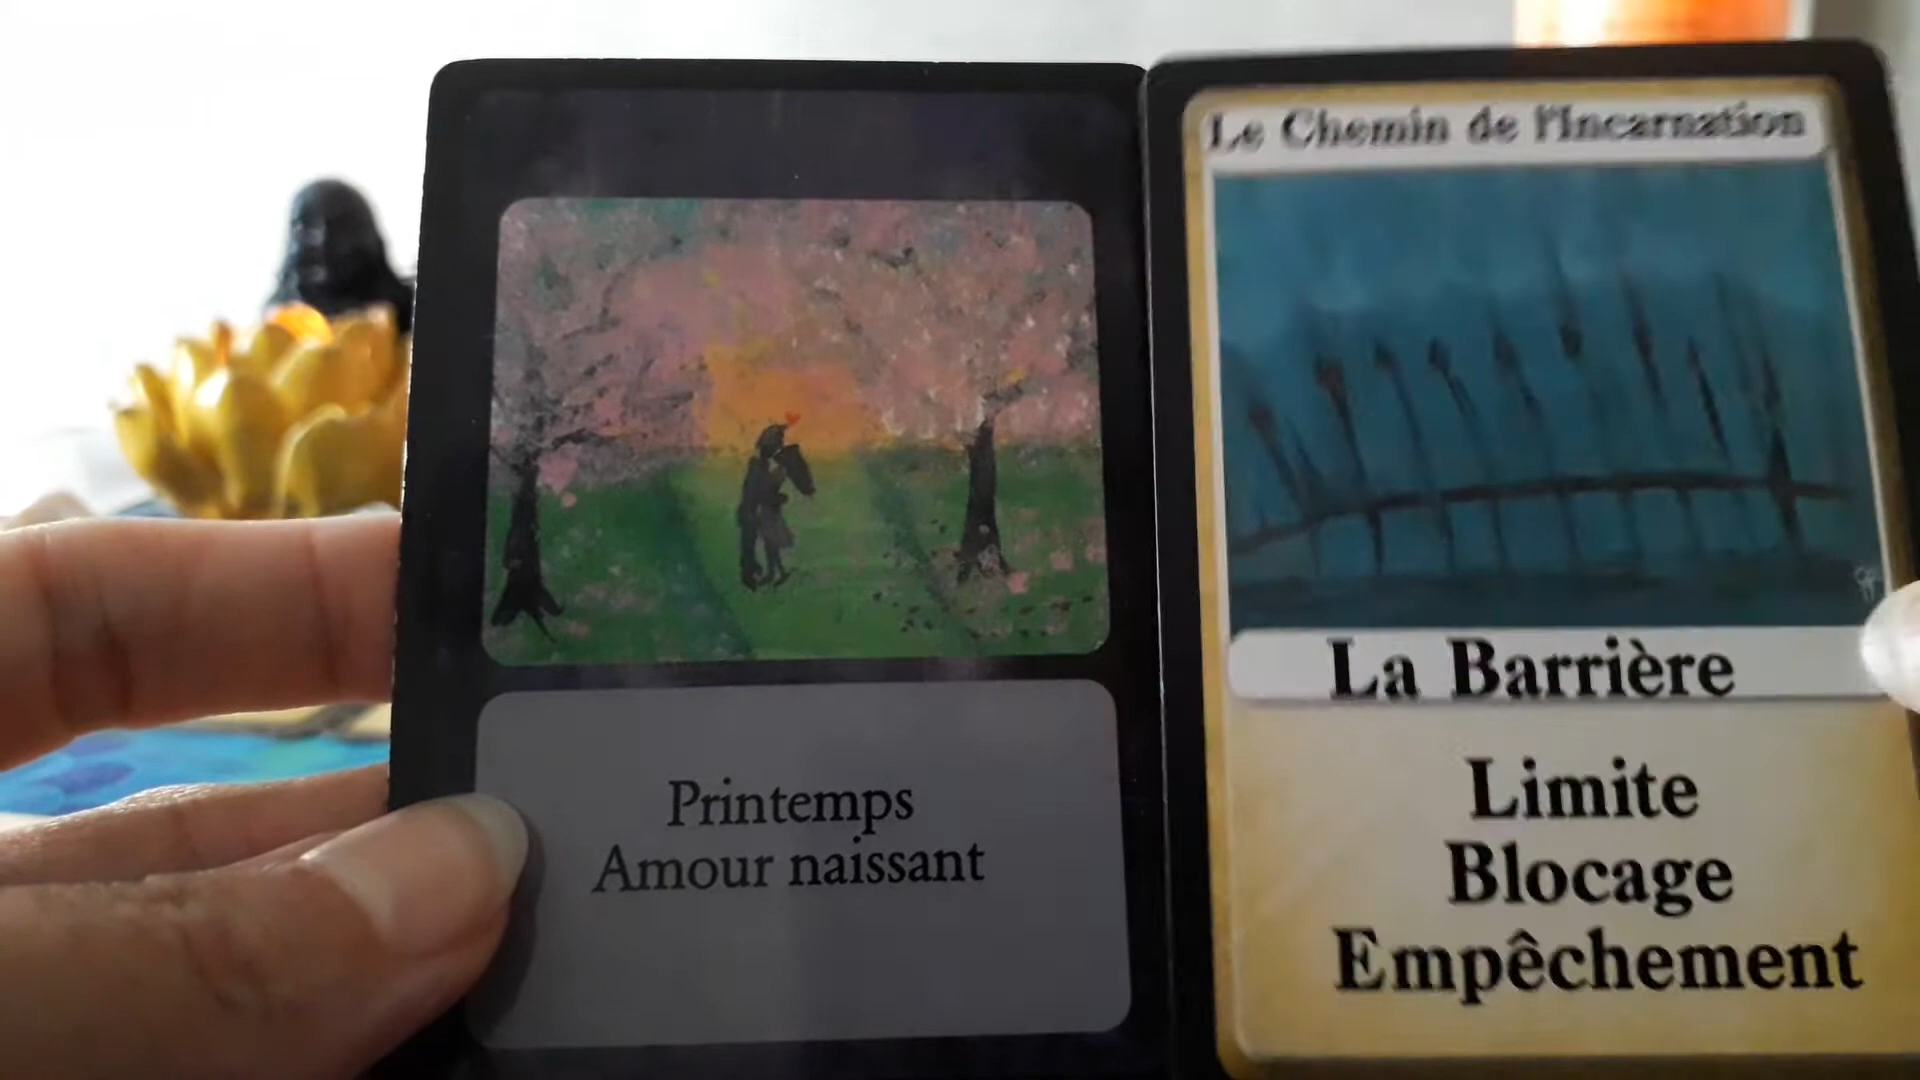 Printemps
Amour naissant
Le Chemin de l'Incarnation
La Barrière
Limite
Blocage
Empêchement